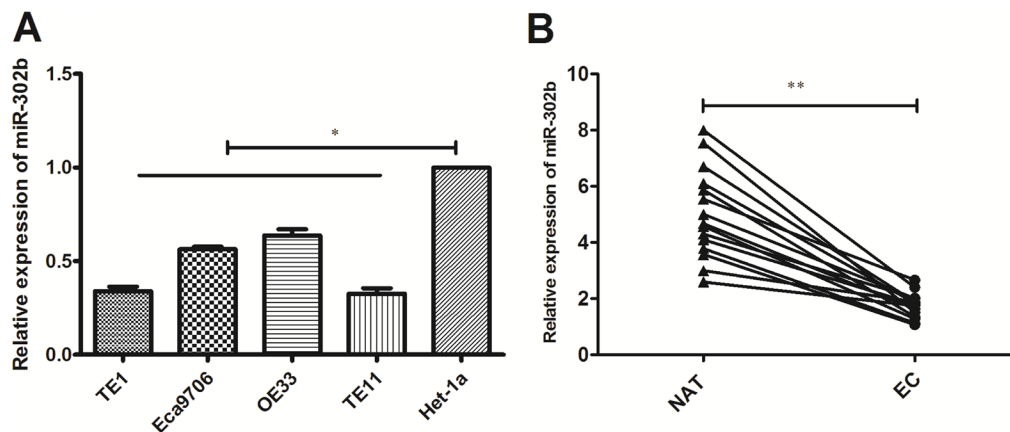 A
Relative expression of miR-302b
1.5
1.0
0.5
0.0
*
TE1
Eca9706
OE33
TE11
Het-1a
B
Relative expression of miR-302b
10
8
6
4
2
0
**
NAT
EC